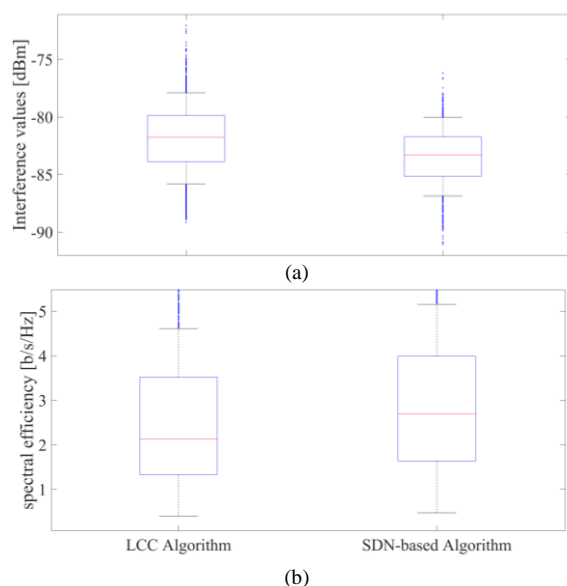 Interference values [dBm]
-75
-80
-85
-90
(a)
spectral efficiency [b/s/Hz]
5
4
3
2
1
LCC Algorithm
SDN-based Algorithm
(b)